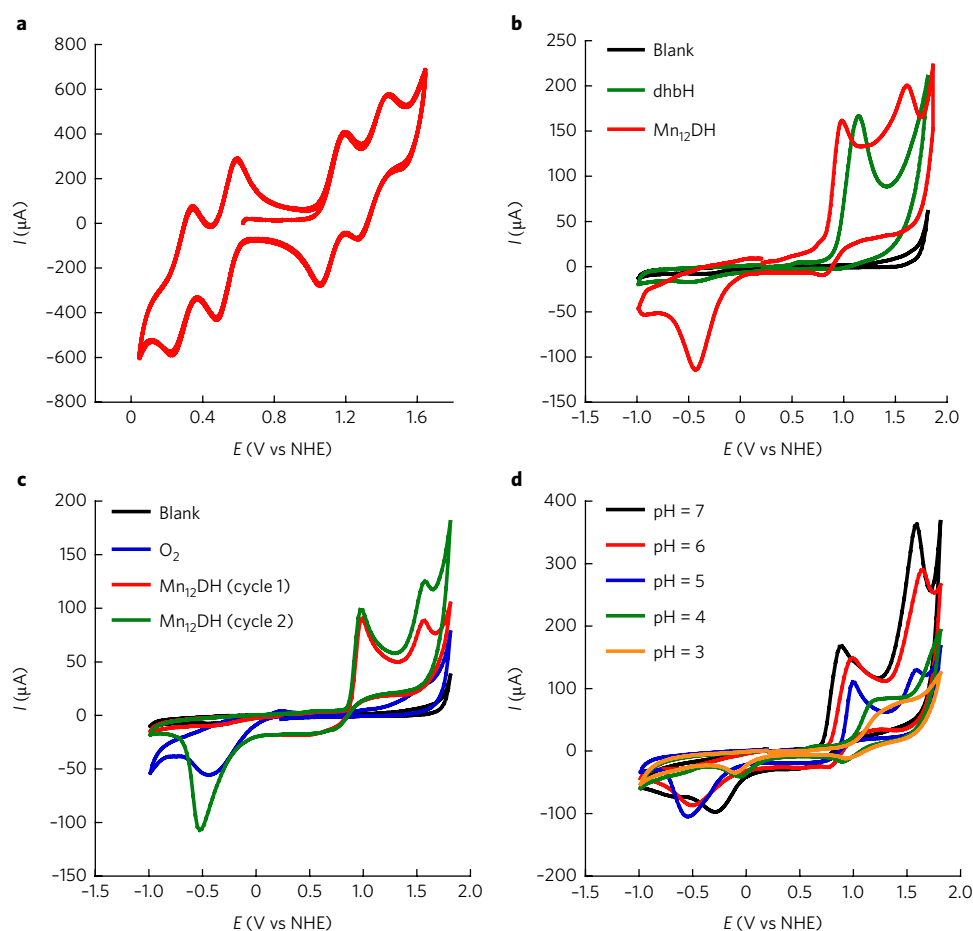 a
800
600
400
200
0
-200
-400
-600
-800
I (μA)
0
0.4
0.8
1.2
1.6
E (V vs NHE)
b
Blank
dhbH
Mn₁₂DH
250
200
150
100
50
0
-50
-100
-150
I (μA)
-1.5
-1.0
-0.5
0
0.5
1.0
1.5
2.0
E (V vs NHE)
c
Blank
O₂
Mn₁₂DH (cycle 1)
Mn₁₂DH (cycle 2)
200
150
100
50
0
-50
-100
-150
I (μA)
-1.5
-1.0
-0.5
0
0.5
1.0
1.5
2.0
E (V vs NHE)
d
pH = 7
pH = 6
pH = 5
pH = 4
pH = 3
400
300
200
100
0
-100
-200
I (μA)
-1.5
-1.0
-0.5
0
0.5
1.0
1.5
2.0
E (V vs NHE)